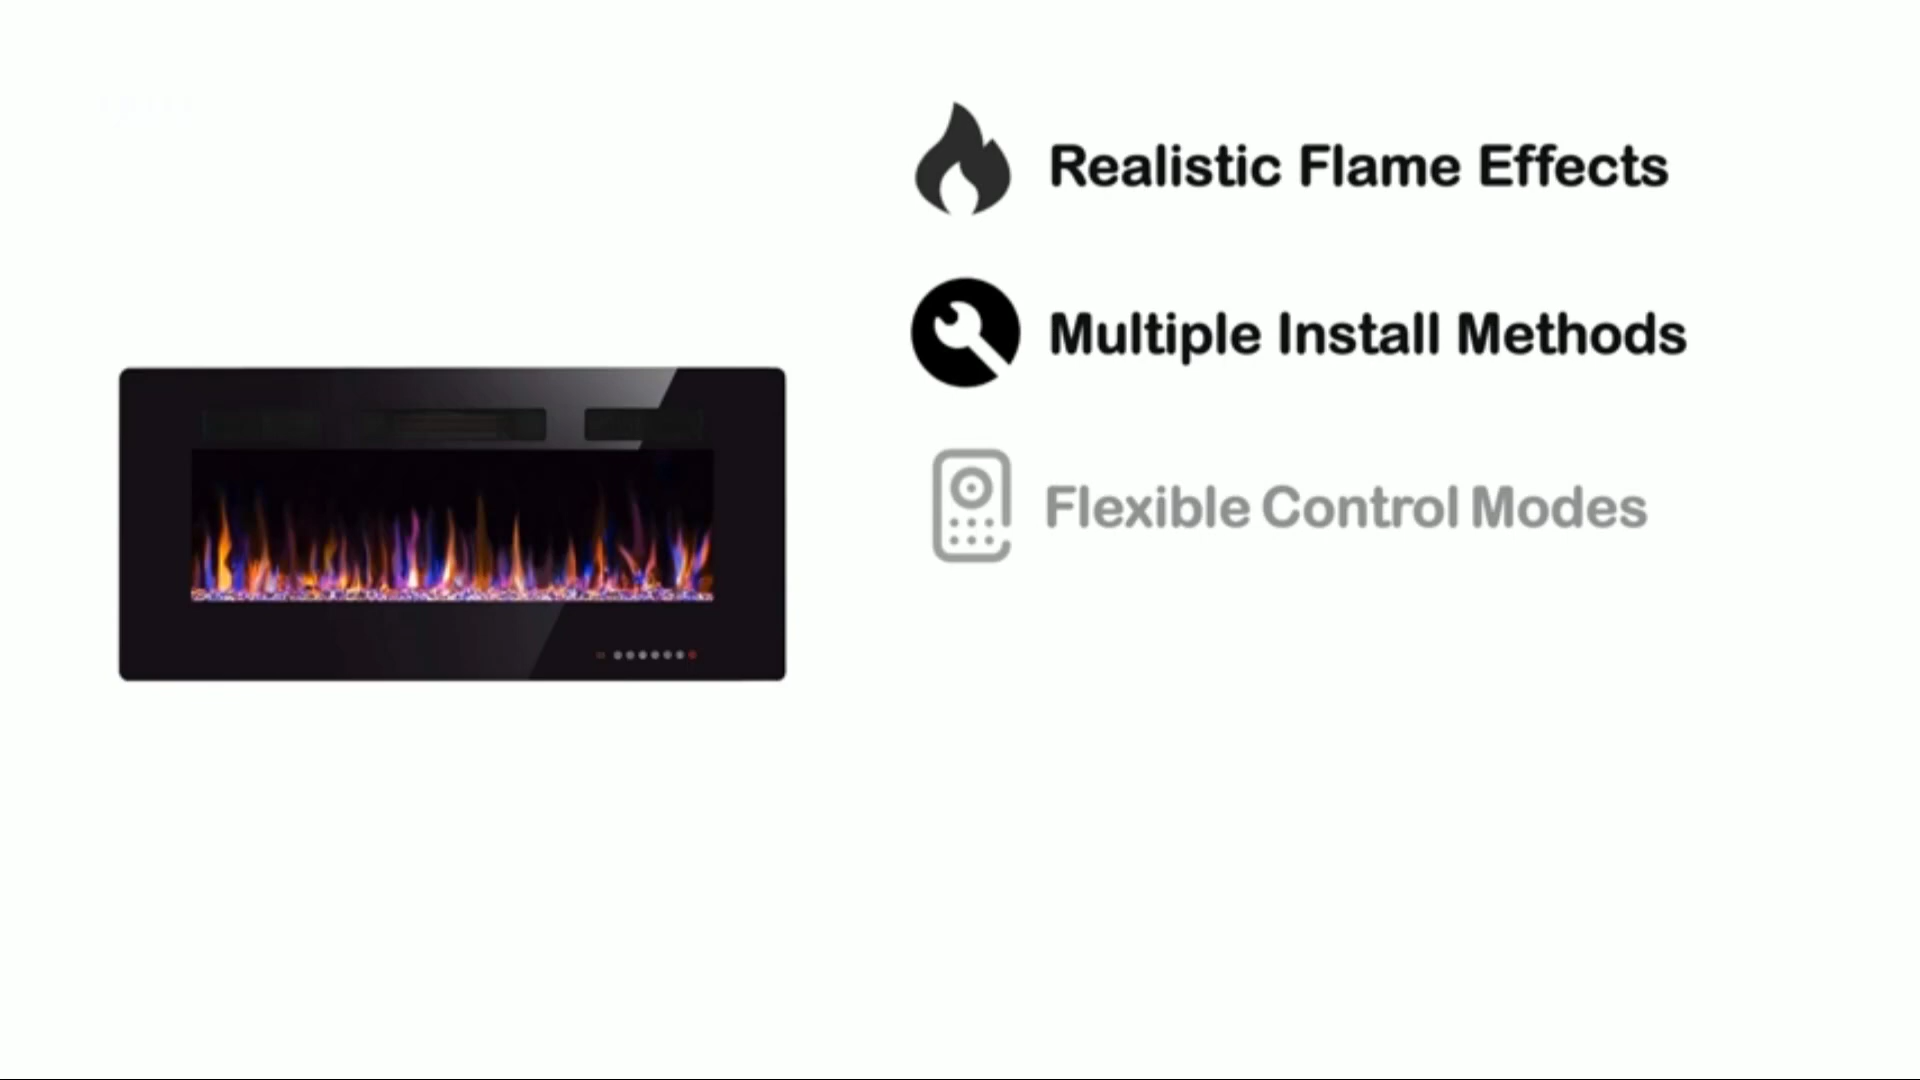 Realistic Flame Effects
Multiple Install Methods
Flexible Control Modes